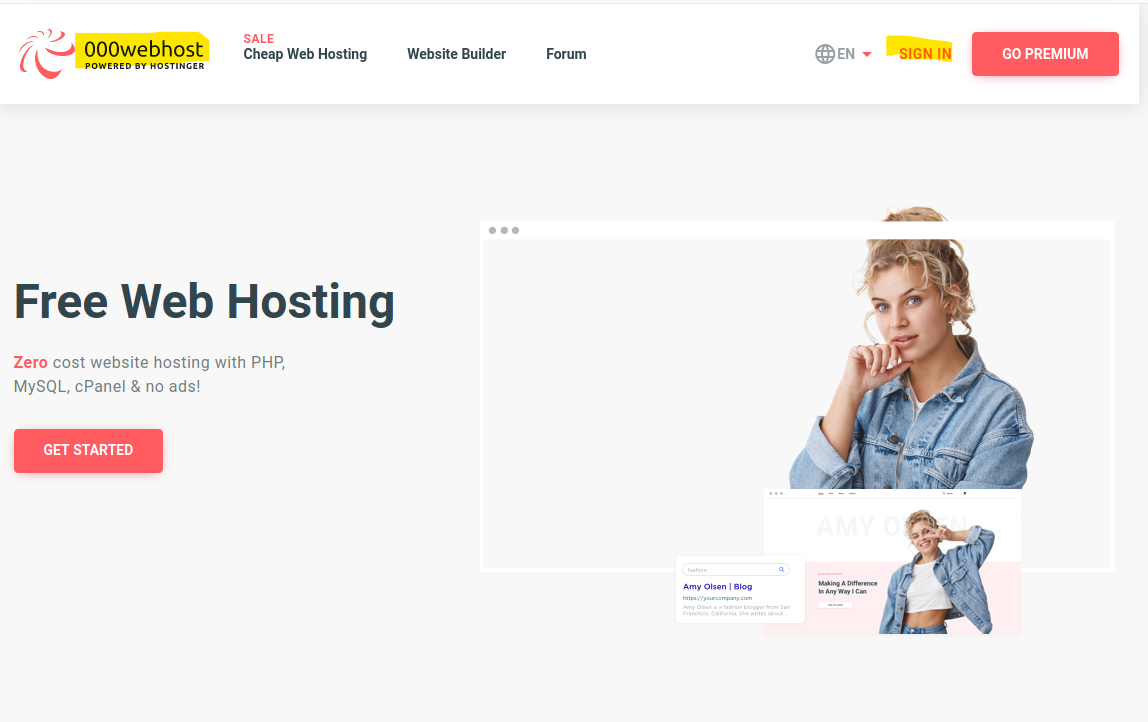 000webhost
POWERED BY HOSTINGER
SALE
Cheap Web Hosting
Website Builder
Forum
EN
SIGN IN
GO PREMIUM
Free Web Hosting
Zero cost website hosting with PHP,
MySQL, cPanel & no ads!
GET STARTED
fashion
Amy Olsen | Blog
https://yourcompany.com
Amy Olsen is a fashion blogger from San
Francisco, California. She writes about...
Making A Difference
In Any Way I Can